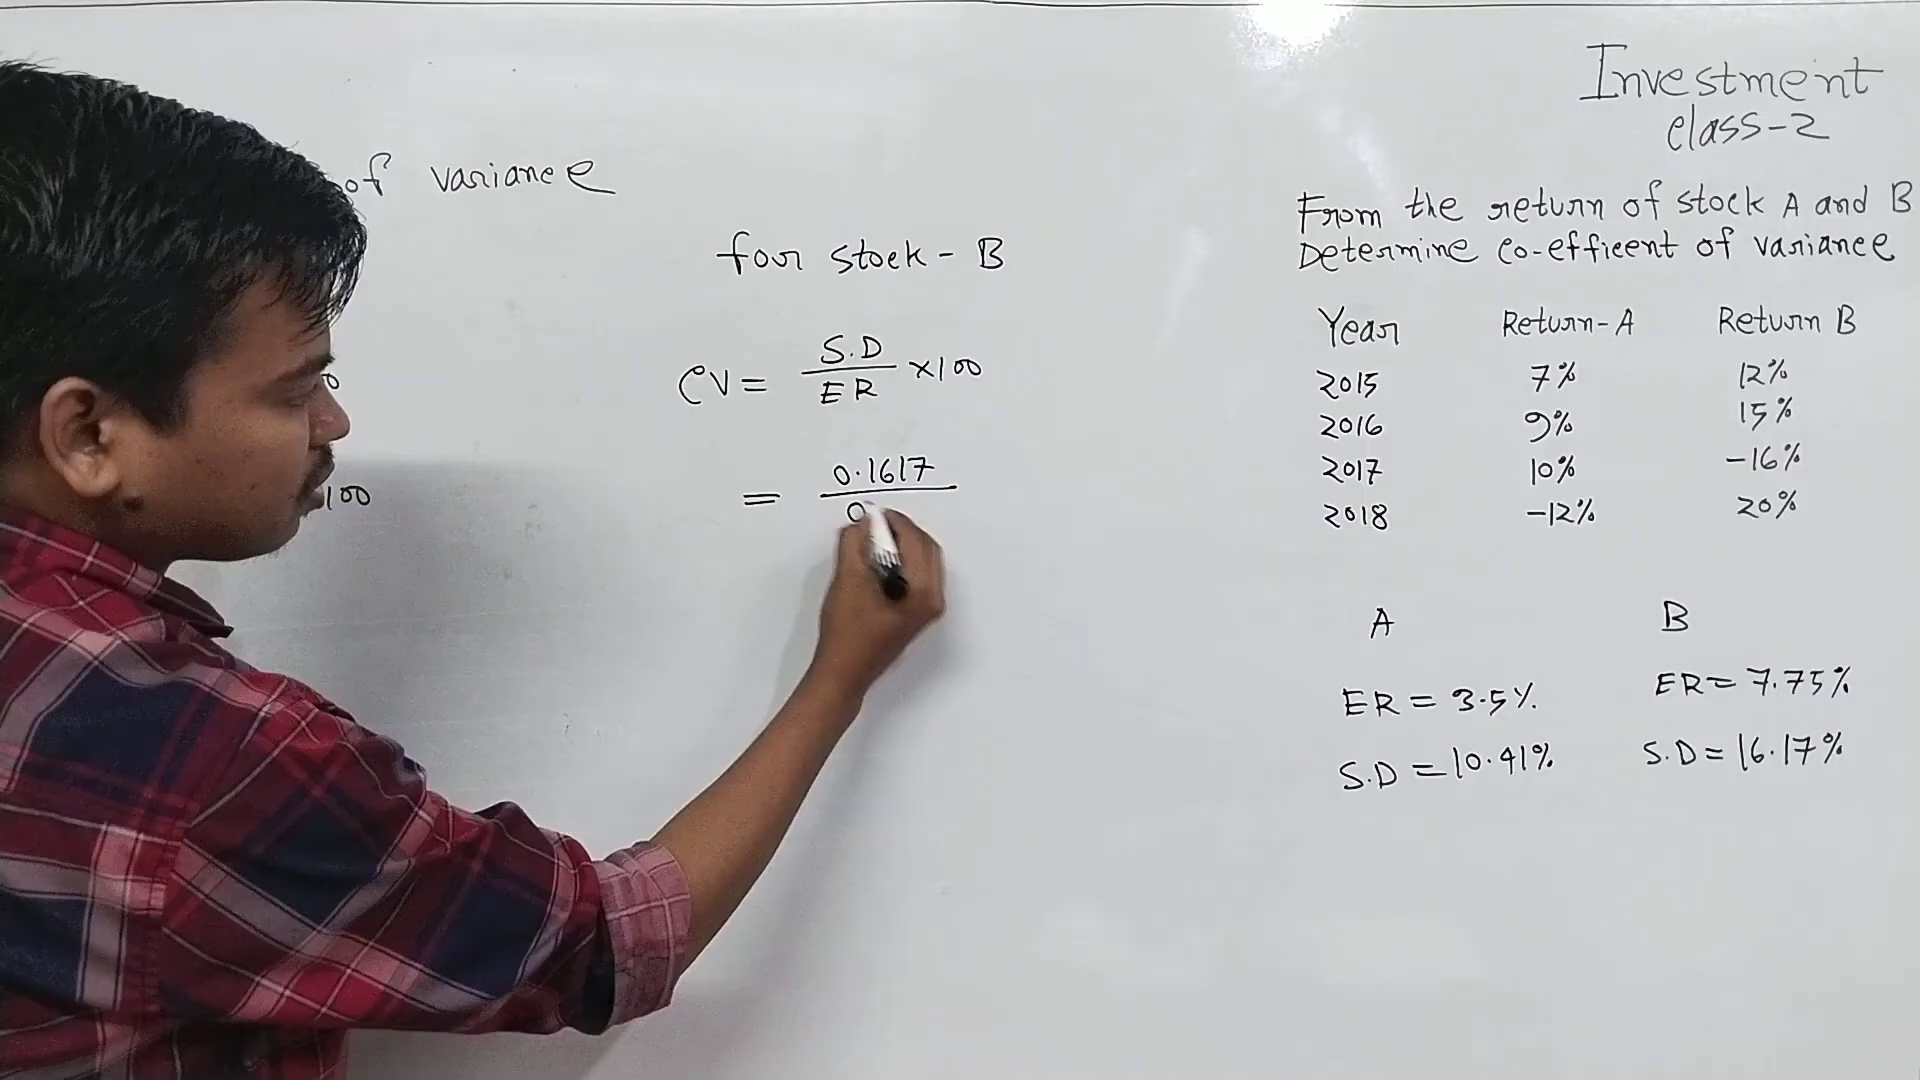 Investment
class-2
of variance
From the return of stock A and B
Determine co-efficent of variance
for stock - B
Year Return-A Return B
2015 7% 12%
2016 9% 15%
2017 10% -16%
2018 -12% 20%
CV = S.D / ER ×100
= 0.1617 / 0
100
A B
ER = 3.5% ER = 7.75%
S.D = 10.41% S.D = 16.17%